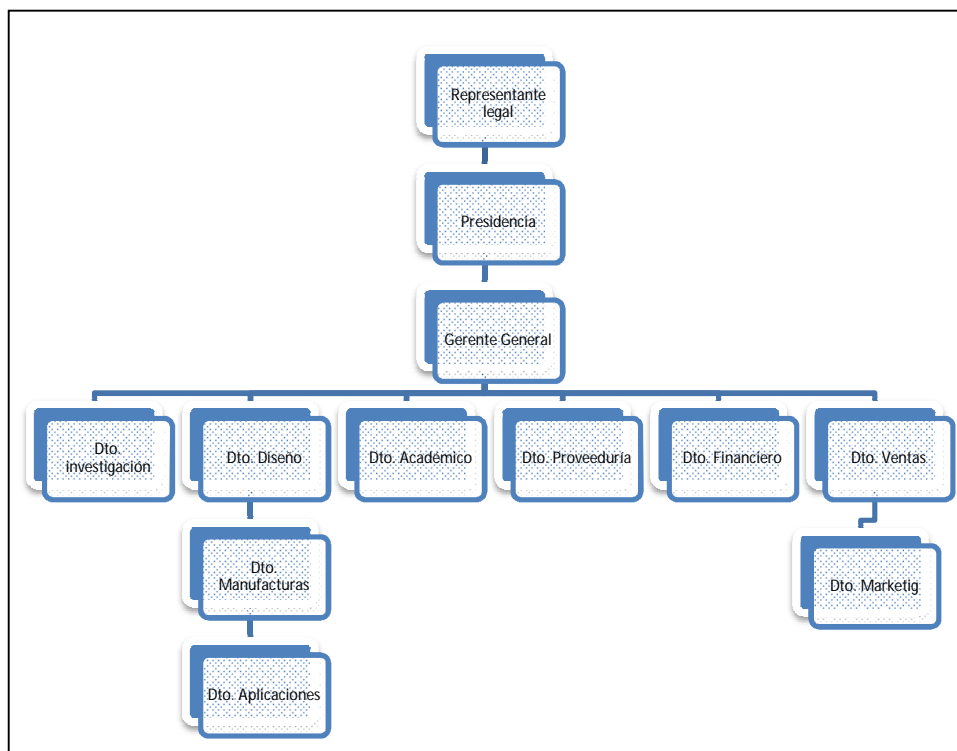 Representante
legal
Presidencia
Gerente General
Dto.
investigación
Dto. Diseño
Dto. Académico
Dto. Proveeduría
Dto. Financiero
Dto. Ventas
Dto.
Manufacturas
Dto. Marketig
Dto. Aplicaciones